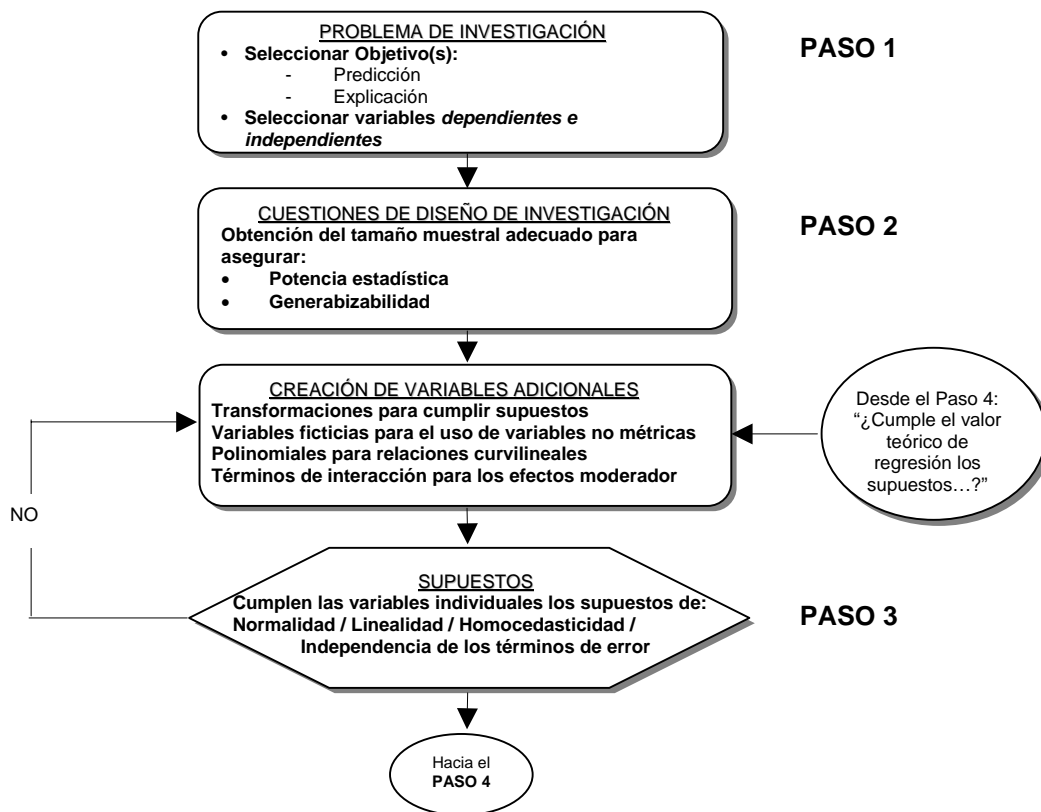 PROBLEMA DE INVESTIGACIÓN
• Seleccionar Objetivo(s):
- Predicción
- Explicación
• Seleccionar variables dependientes e
independientes
PASO 1
CUESTIONES DE DISEÑO DE INVESTIGACIÓN
Obtención del tamaño muestral adecuado para
asegurar:
• Potencia estadística
• Generabizabilidad
PASO 2
CREACIÓN DE VARIABLES ADICIONALES
Transformaciones para cumplir supuestos
Variables ficticias para el uso de variables no métricas
Polinomiales para relaciones curvilineales
Términos de interacción para los efectos moderador
Desde el Paso 4:
“¿Cumple el valor
teórico de
regresión los
supuestos…?”
NO
SUPUESTOS
Cumplen las variables individuales los supuestos de:
Normalidad / Linealidad / Homocedasticidad /
Independencia de los términos de error
PASO 3
Hacia el
PASO 4